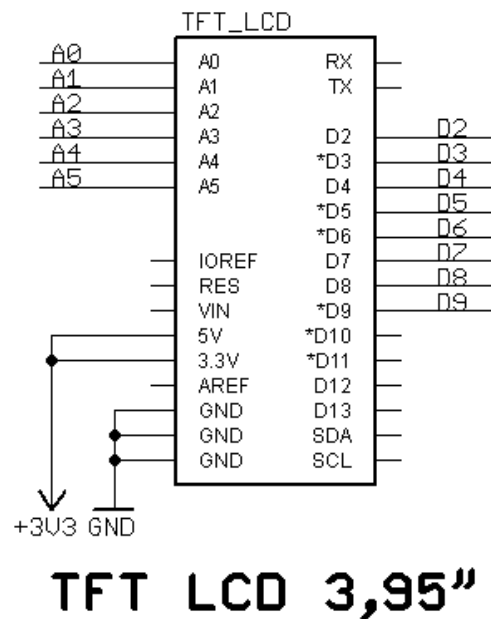 TFT_LCD
A0 A0 RX
A1 A1 TX
A2 A2
A3 A3 D2 D2
A4 A4 *D3 D3
A5 A5 D4 D4
*D5 D5
*D6 D6
IOREF D7 D7
RES D8 D8
VIN *D9 D9
5V *D10
3.3V *D11
AREF D12
GND D13
GND SDA
GND SCL
+3V3 GND
TFT LCD 3,95"